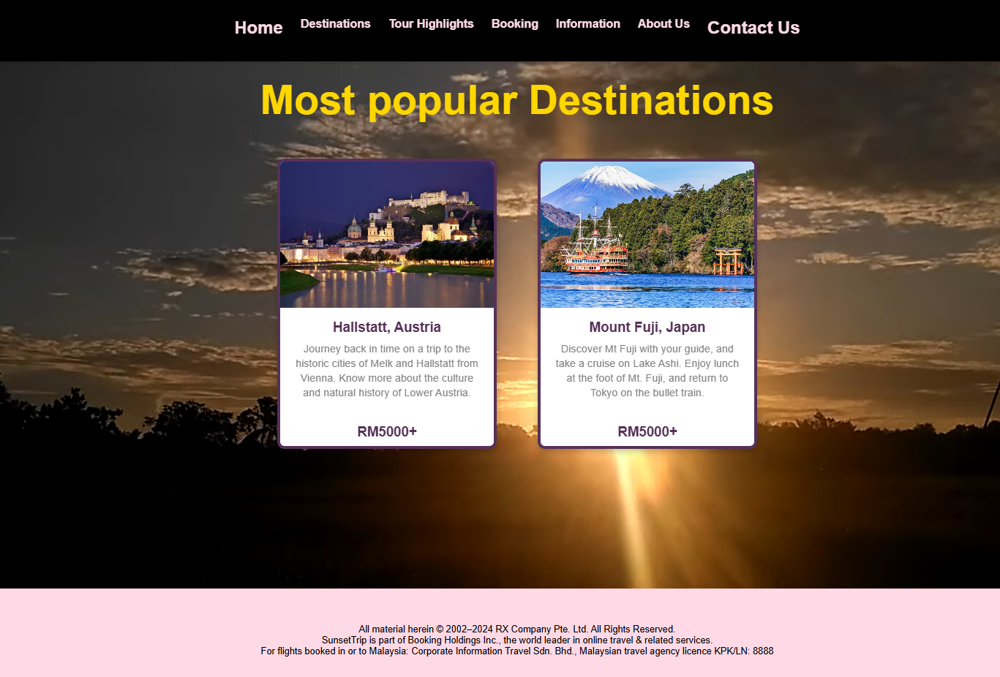 Home Destinations Tour Highlights Booking Information About Us Contact Us
Most popular Destinations
Hallstatt, Austria
Journey back in time on a trip to the
historic cities of Melk and Hallstatt from
Vienna. Know more about the culture
and natural history of Lower Austria.
RM5000+
Mount Fuji, Japan
Discover Mt Fuji with your guide, and
take a cruise on Lake Ashi. Enjoy lunch
at the foot of Mt. Fuji, and return to
Tokyo on the bullet train.
RM5000+
All material herein © 2002–2024 RX Company Pte. Ltd. All Rights Reserved.
SunsetTrip is part of Booking Holdings Inc., the world leader in online travel & related services.
For flights booked in or to Malaysia: Corporate Information Travel Sdn. Bhd., Malaysian travel agency licence KPK/LN: 8888